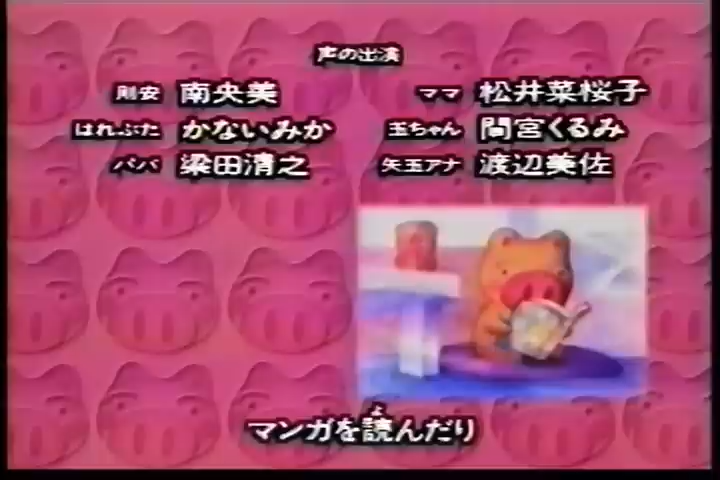 声の出演
則安 南央美 ママ 松井菜桜子
はれぶた かないみか 玉ちゃん 間宮くるみ
パパ 梁田清之 矢玉アナ 渡辺美佐
マンガを読んだり
よ